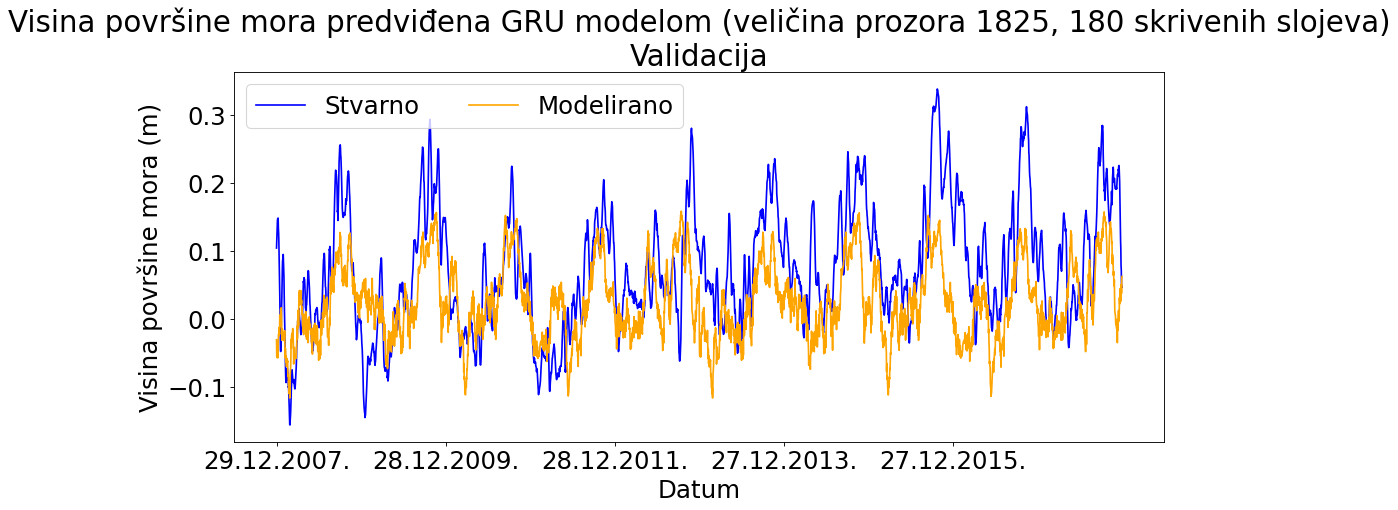 Visina površine mora predviđena GRU modelom (veličina prozora 1825, 180 skrivenih slojeva)
Validacija
Stvarno Modelirano
Visina površine mora (m)
0.3
0.2
0.1
0.0
−0.1
29.12.2007. 28.12.2009. 28.12.2011. 27.12.2013. 27.12.2015.
Datum